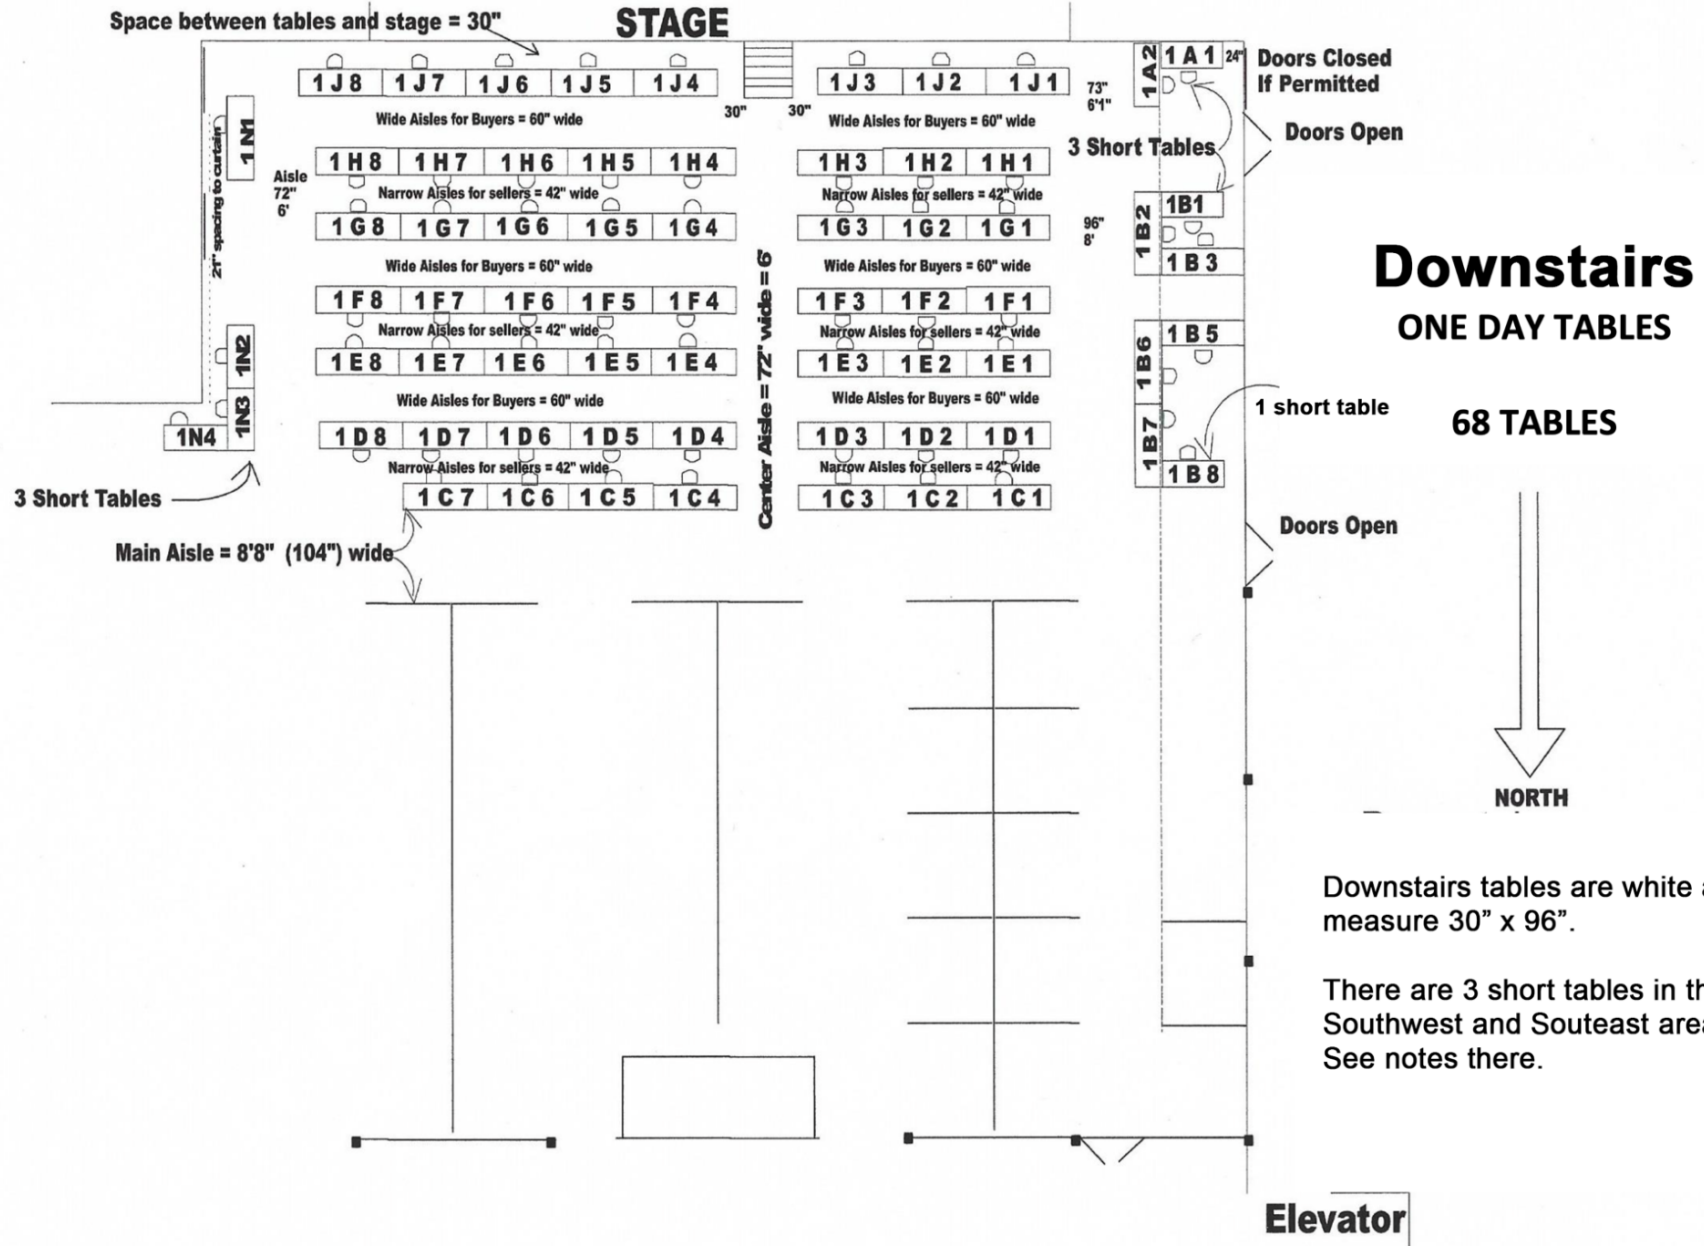 Space between tables and stage = 30"
STAGE
1J8 1J7 1J6 1J5 1J4
1J3 1J2 1J1
1A2
1A1
24"
Doors Closed
If Permitted
73"
6'1"
30"
30"
Wide Aisles for Buyers = 60" wide
Wide Aisles for Buyers = 60" wide
Doors Open
1N1
3 Short Tables
1H8 1H7 1H6 1H5 1H4
1H3 1H2 1H1
Aisle
72"
6'
21" spacing to curtain
Narrow Aisles for sellers = 42" wide
Narrow Aisles for sellers = 42" wide
1G8 1G7 1G6 1G5 1G4
1G3 1G2 1G1
96"
8'
1B2
1B1
1B3
Wide Aisles for Buyers = 60" wide
Wide Aisles for Buyers = 60" wide
Downstairs
ONE DAY TABLES
68 TABLES
Center Aisle = 72" wide = 6'
1F8 1F7 1F6 1F5 1F4
1F3 1F2 1F1
Narrow Aisles for sellers = 42" wide
Narrow Aisles for sellers = 42" wide
1E8 1E7 1E6 1E5 1E4
1E3 1E2 1E1
1B5
1B6
1B7
1B8
1 short table
1N2
1N3
1N4
Wide Aisles for Buyers = 60" wide
Wide Aisles for Buyers = 60" wide
1D8 1D7 1D6 1D5 1D4
1D3 1D2 1D1
Narrow Aisles for sellers = 42" wide
Narrow Aisles for sellers = 42" wide
1C7 1C6 1C5 1C4
1C3 1C2 1C1
3 Short Tables
Main Aisle = 8'8" (104") wide
Doors Open
NORTH
Downstairs tables are white
measure 30” x 96”.
There are 3 short tables in
Southwest and Souteast
See notes there.
Elevator